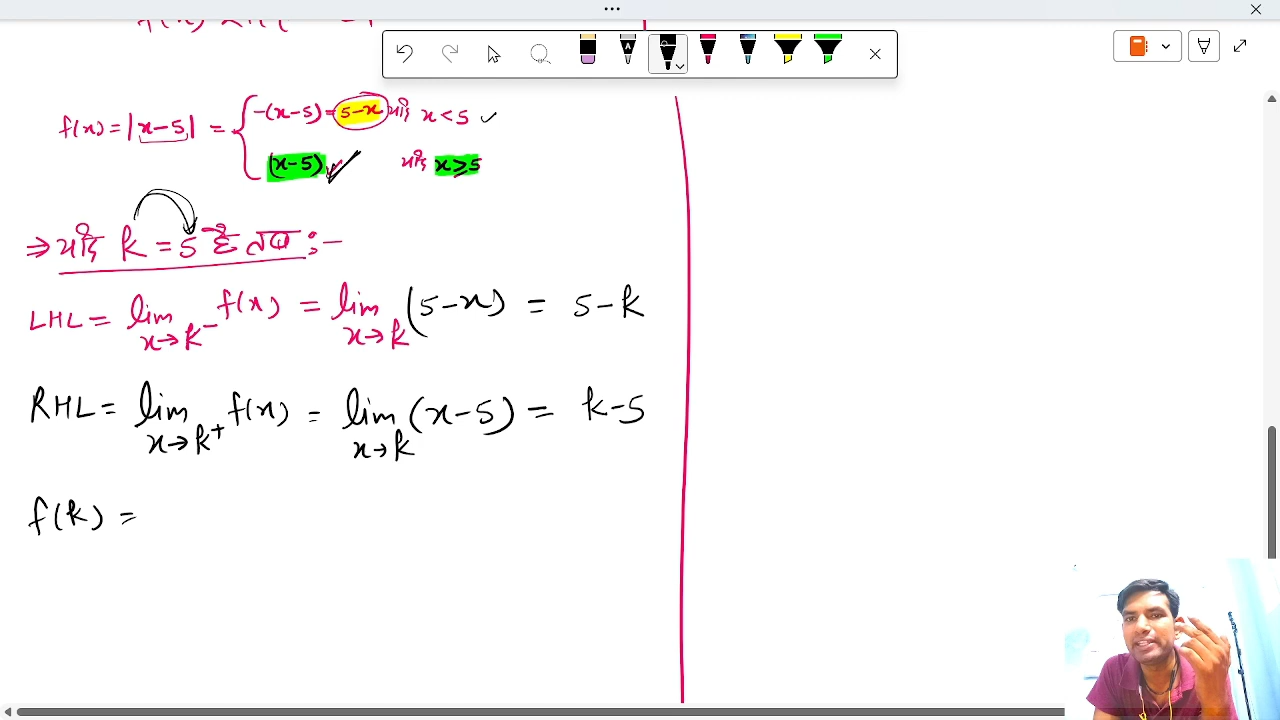 f(x) = |x-5| = { -(x-5) = 5-x यदि x < 5 ✓
(x-5) ✓ यदि x ≥ 5
⇒ यदि k = 5 है तब :-
LHL = lim x→k⁻ f(x) = lim x→k (5-x) = 5-k
RHL = lim x→k⁺ f(x) = lim x→k (x-5) = k-5
f(k) =